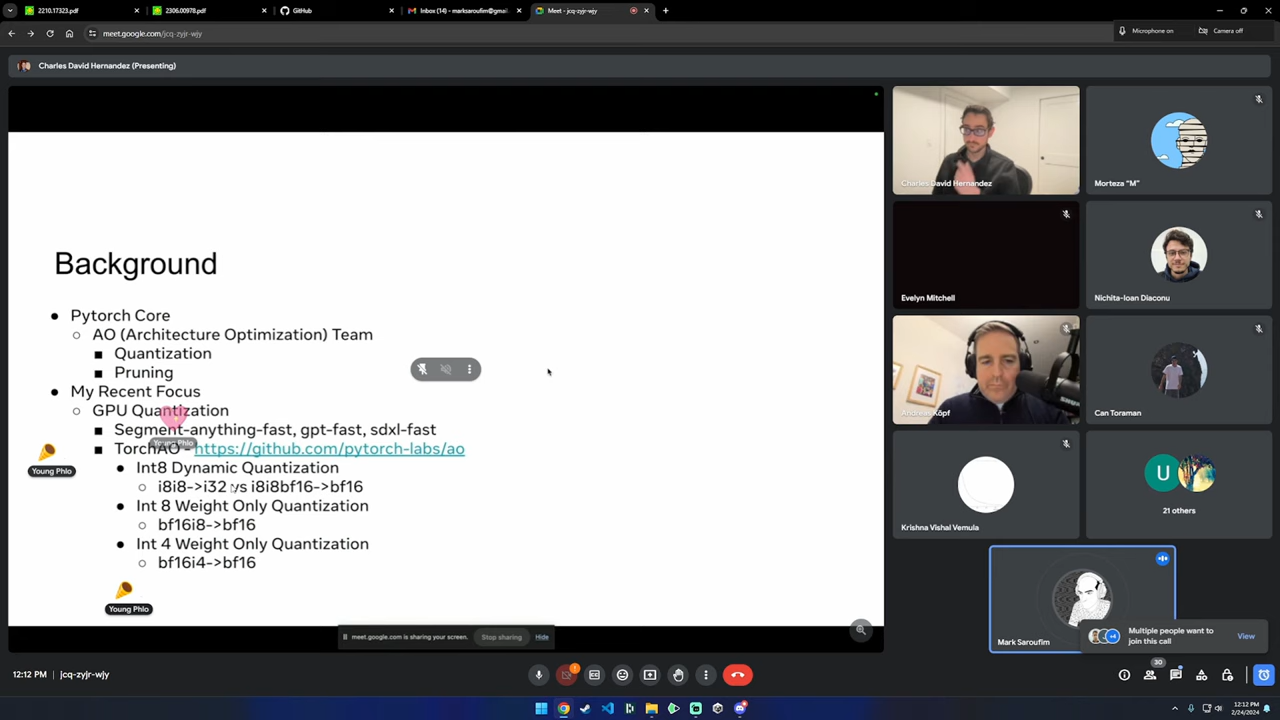 2210.17323.pdf
2306.00978.pdf
GitHub
Inbox (14) - marksaroufim@gmai
Meet - jcq-zyjr-wjy
meet.google.com/jcq-zyjr-wjy
Microphone on
Camera off
Charles David Hernandez (Presenting)
Background
Pytorch Core
AO (Architecture Optimization) Team
Quantization
Pruning
My Recent Focus
GPU Quantization
Segment-anything-fast, gpt-fast, sdxl-fast
Young Phlo
TorchAO - https://github.com/pytorch-labs/ao
Young Phlo
Int8 Dynamic Quantization
i8i8->i32 vs i8i8bf16->bf16
Int 8 Weight Only Quantization
bf16i8->bf16
Int 4 Weight Only Quantization
bf16i4->bf16
Young Phlo
meet.google.com is sharing your screen.
Stop sharing
Hide
Charles David Hernandez
Morteza "M"
Evelyn Mitchell
Nichita-Ioan Diaconu
Andreas Köpf
Can Toraman
Krishna Vishal Vemula
U
21 others
Mark Saroufim
+4
Multiple people want to
join this call
View
12:12 PM
jcq-zyjr-wjy
30
12:12 PM
2/24/2024